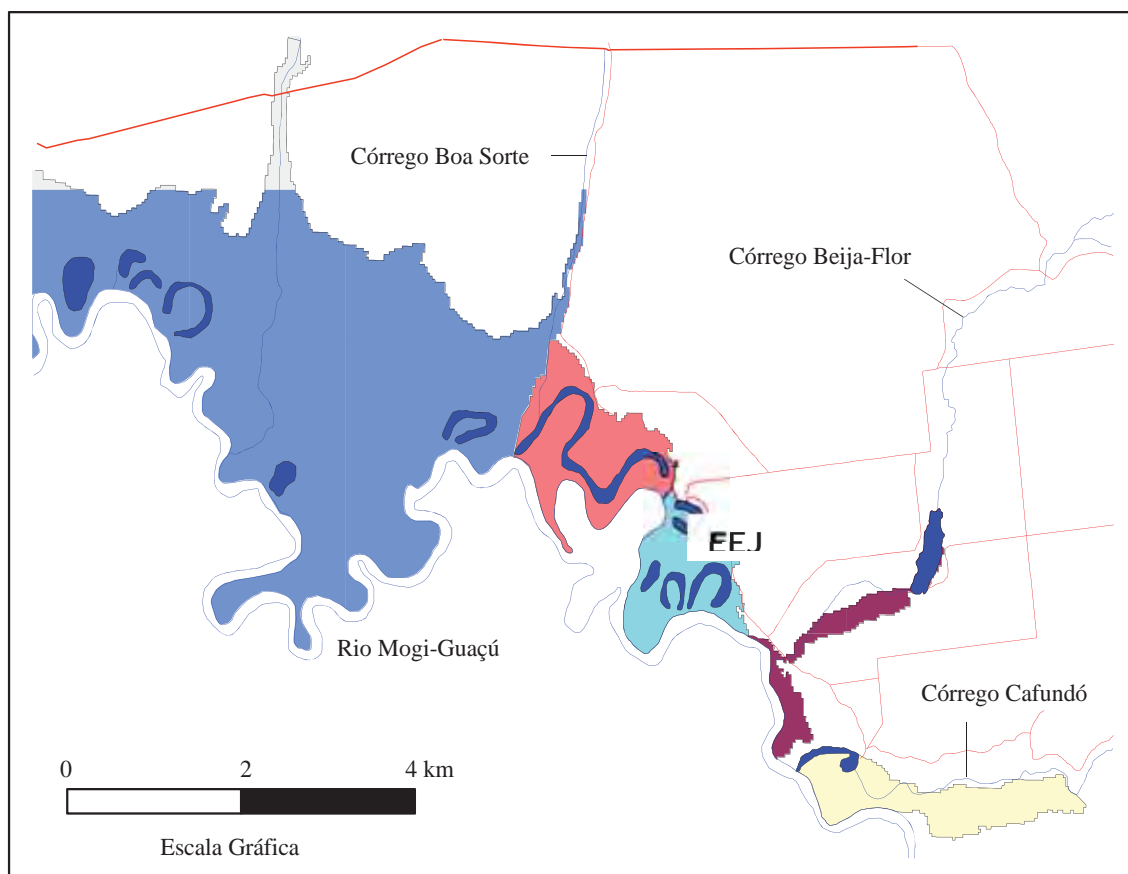 Córrego Boa Sorte
Córrego Beija-Flor
EEJ
Rio Mogi-Guaçú
Córrego Cafundó
0 2 4 km
Escala Gráfica